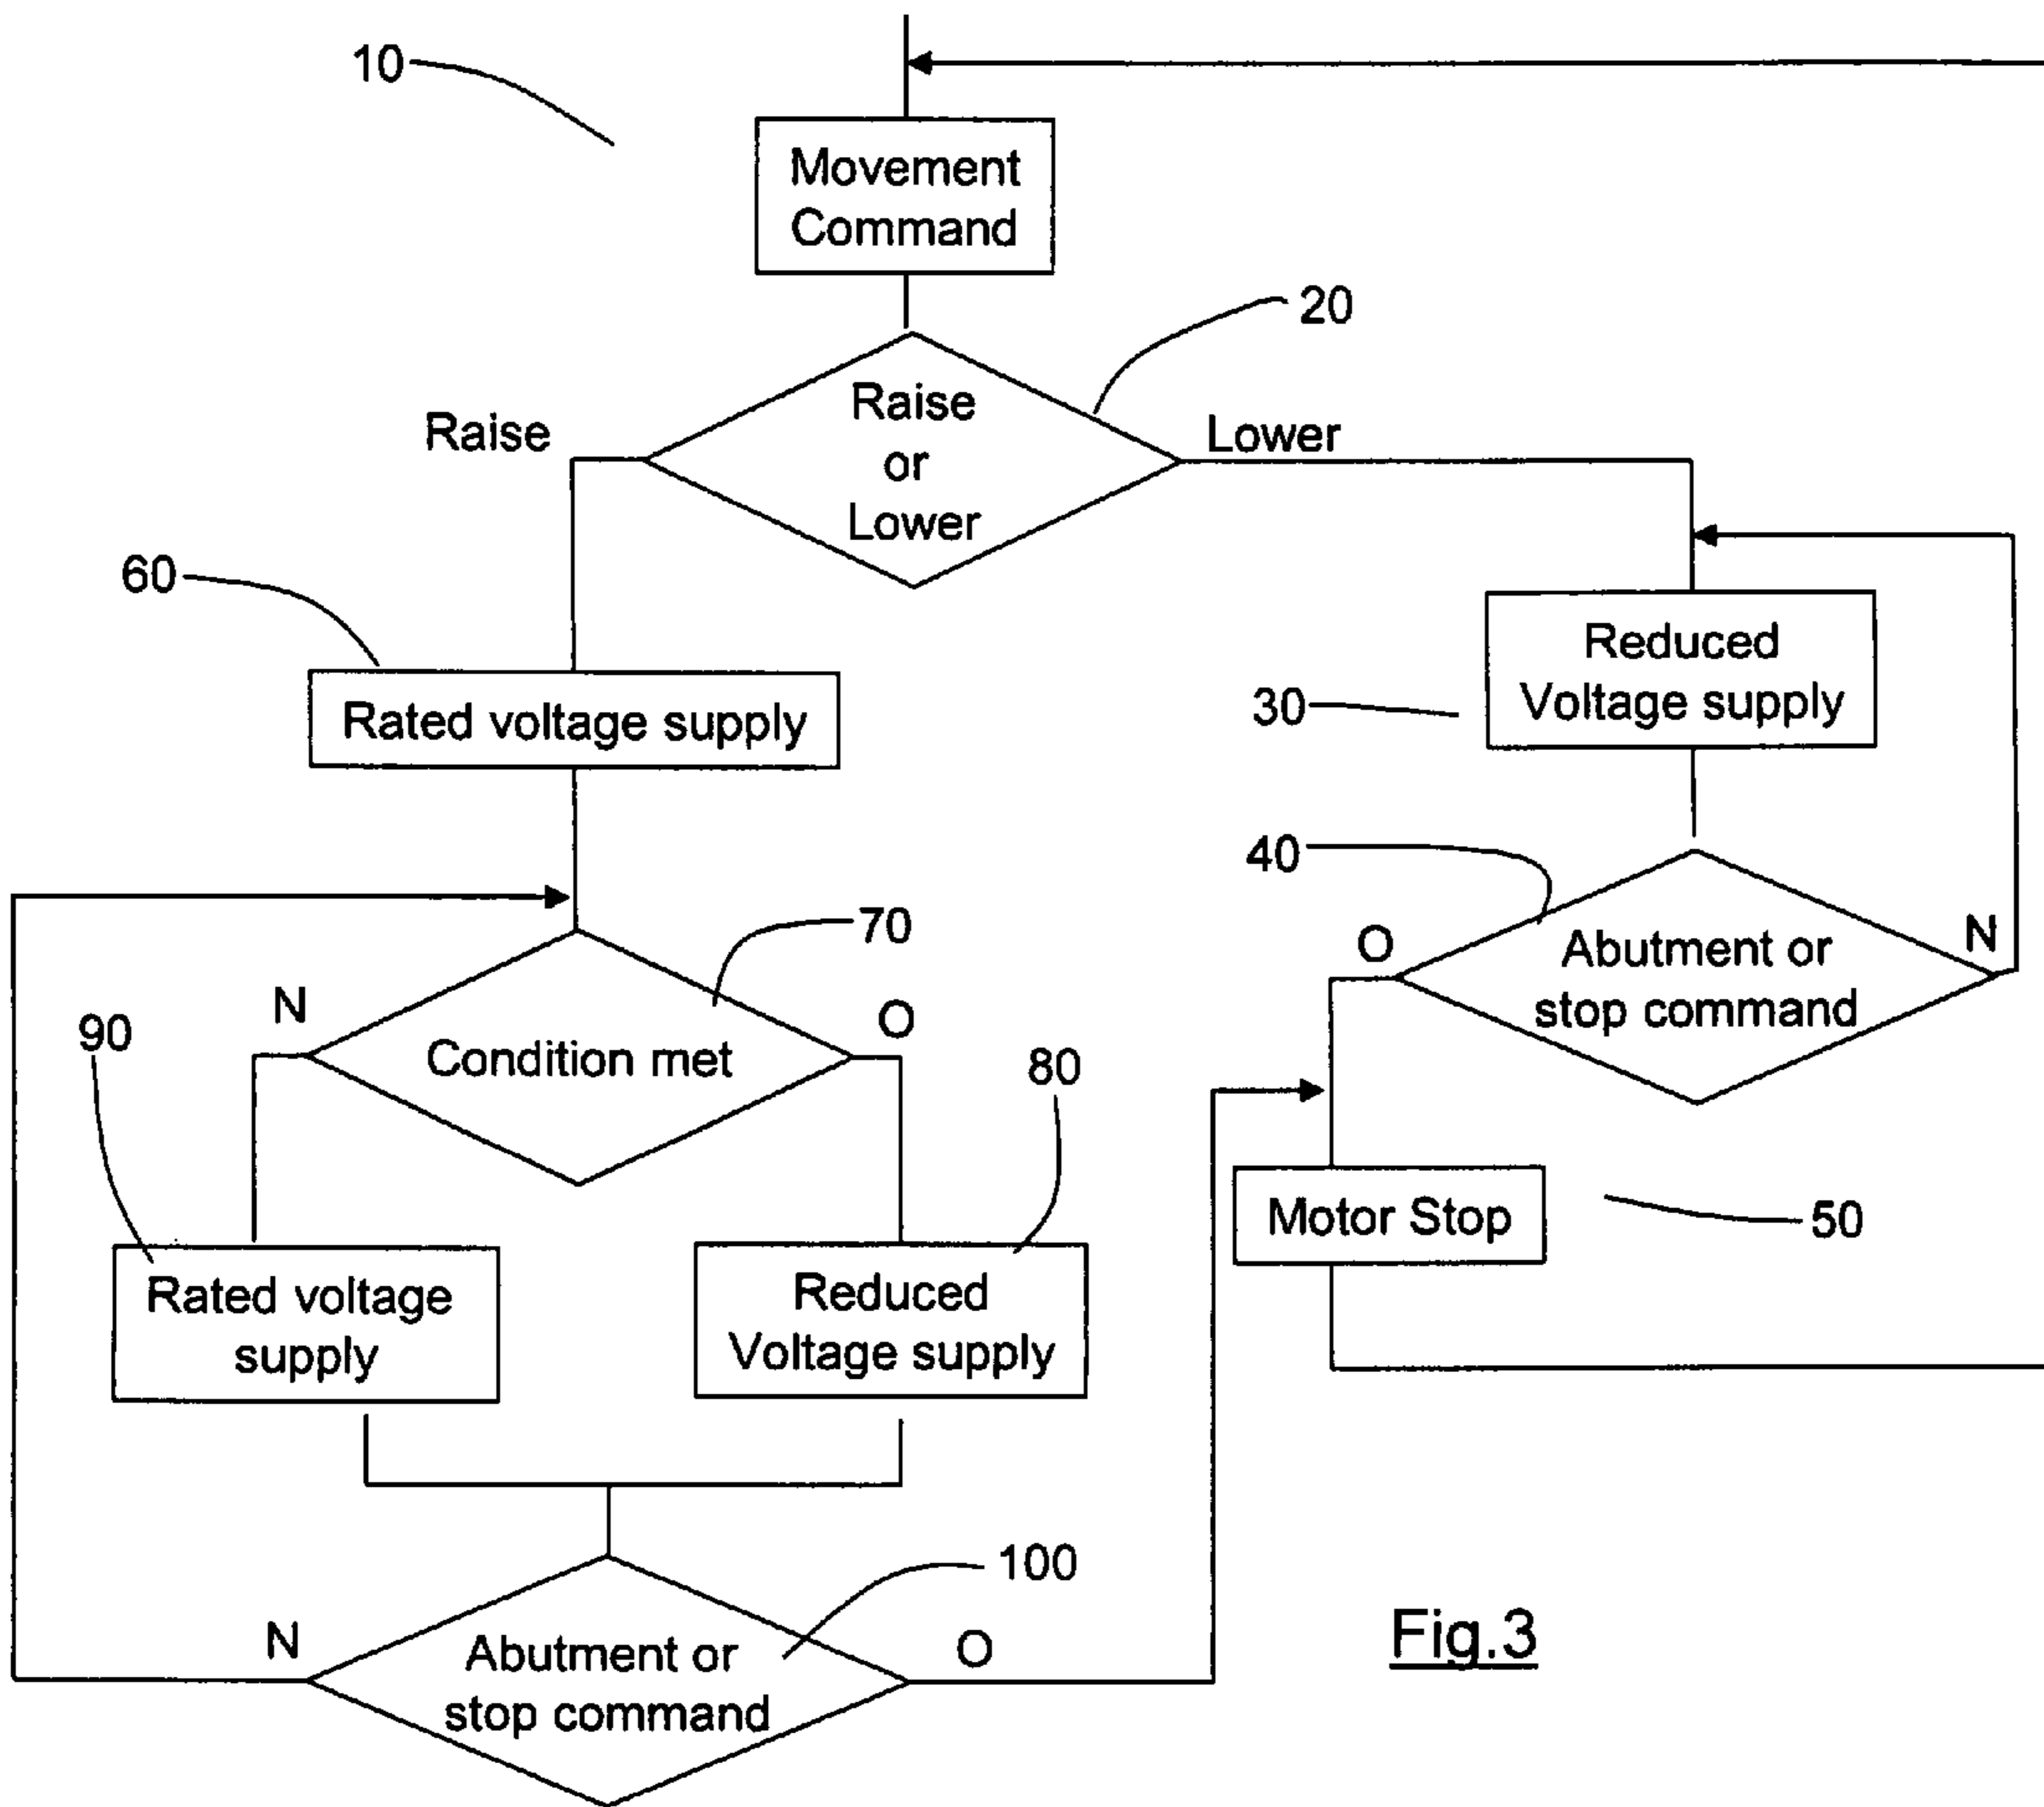 10
Movement
Command
20
Raise
or
Lower
Raise
Lower
60
Rated voltage supply
30
Reduced
Voltage supply
40
O
N
Abutment or
stop command
70
N
O
Condition met
90
80
Rated voltage
supply
Reduced
Voltage supply
Motor Stop
50
100
N
O
Abutment or
stop command
Fig.3